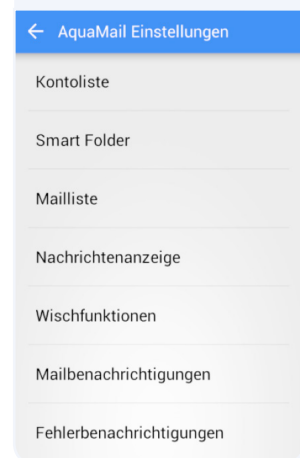 AquaMail Einstellungen
Kontoliste
Smart Folder
Mailliste
Nachrichtenanzeige
Wischfunktionen
Mailbenachrichtigungen
Fehlerbenachrichtigungen